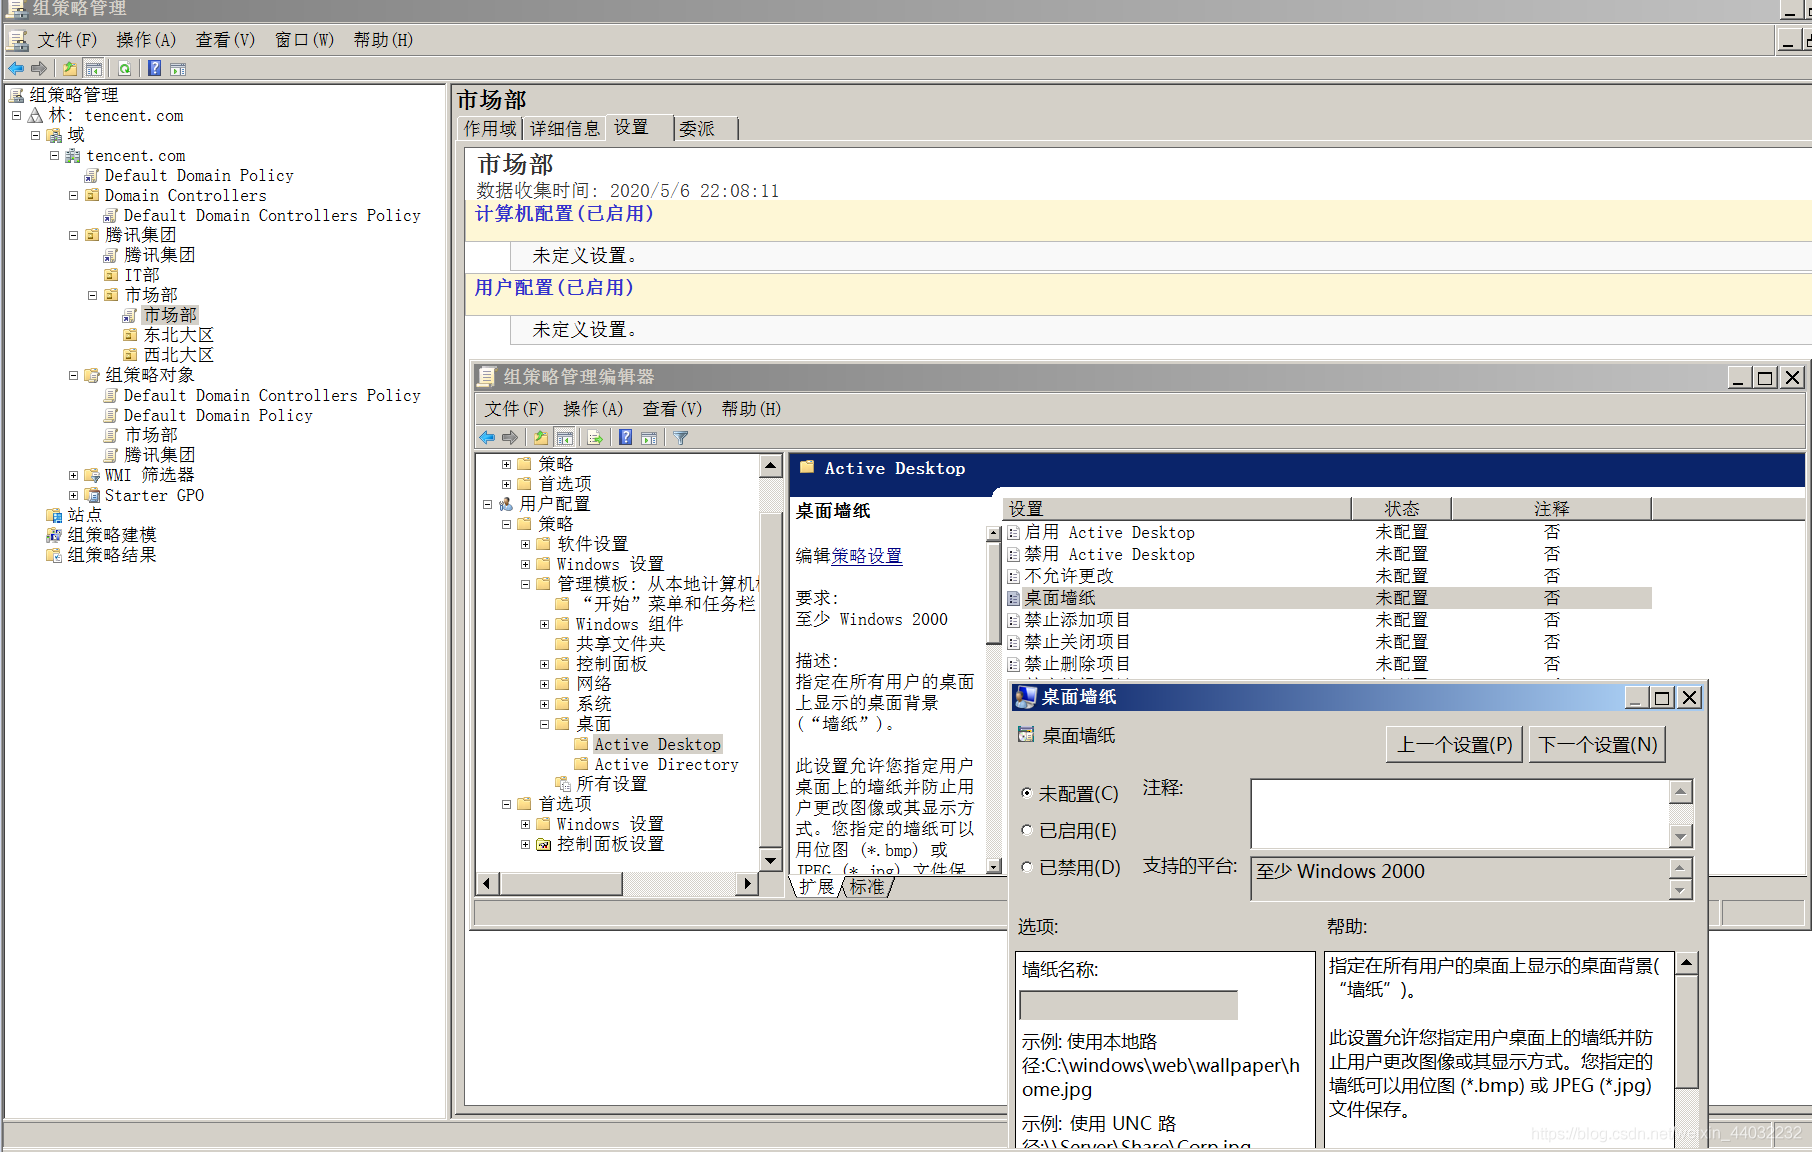 组策略管理
文件(F) 操作(A) 查看(V) 窗口(W) 帮助(H)
组策略管理
林: tencent.com
域
tencent.com
Default Domain Policy
Domain Controllers
Default Domain Controllers Policy
腾讯集团
腾讯集团
IT部
市场部
市场部
东北大区
西北大区
组策略对象
Default Domain Controllers Policy
Default Domain Policy
市场部
腾讯集团
WMI 筛选器
Starter GPO
站点
组策略建模
组策略结果
市场部
作用域 详细信息 设置 委派
市场部
数据收集时间: 2020/5/6 22:08:11
计算机配置(已启用)
未定义设置。
用户配置(已启用)
未定义设置。
组策略管理编辑器
文件(F) 操作(A) 查看(V) 帮助(H)
策略
首选项
用户配置
策略
软件设置
Windows 设置
管理模板: 从本地计算机
“开始”菜单和任务栏
Windows 组件
共享文件夹
控制面板
网络
系统
桌面
Active Desktop
Active Directory
所有设置
首选项
Windows 设置
控制面板设置
Active Desktop
桌面墙纸
编辑策略设置
要求:
至少 Windows 2000
描述:
指定在所有用户的桌面
上显示的桌面背景
(“墙纸”)。
此设置允许您指定用户
桌面上的墙纸并防止用
户更改图像或其显示方
式。您指定的墙纸可以
用位图 (*.bmp) 或
JPEG (*.jpg) 文件保
扩展 标准
设置 状态 注释
启用 Active Desktop 未配置 否
禁用 Active Desktop 未配置 否
不允许更改 未配置 否
桌面墙纸 未配置 否
禁止添加项目 未配置 否
禁止关闭项目 未配置 否
禁止删除项目 未配置 否
桌面墙纸
桌面墙纸
上一个设置(P) 下一个设置(N)
未配置(C) 注释:
已启用(E)
已禁用(D) 支持的平台: 至少 Windows 2000
选项: 帮助:
墙纸名称:
示例: 使用本地路
径:C:\windows\web\wallpaper\h
ome.jpg
示例: 使用 UNC 路
径:\\Server\Share\Corp.jpg
指定在所有用户的桌面上显示的桌面背景(
“墙纸”)。
此设置允许您指定用户桌面上的墙纸并防
止用户更改图像或其显示方式。您指定的
墙纸可以用位图 (*.bmp) 或 JPEG (*.jpg)
文件保存。
https://blog.csdn.net/weixin_44032232